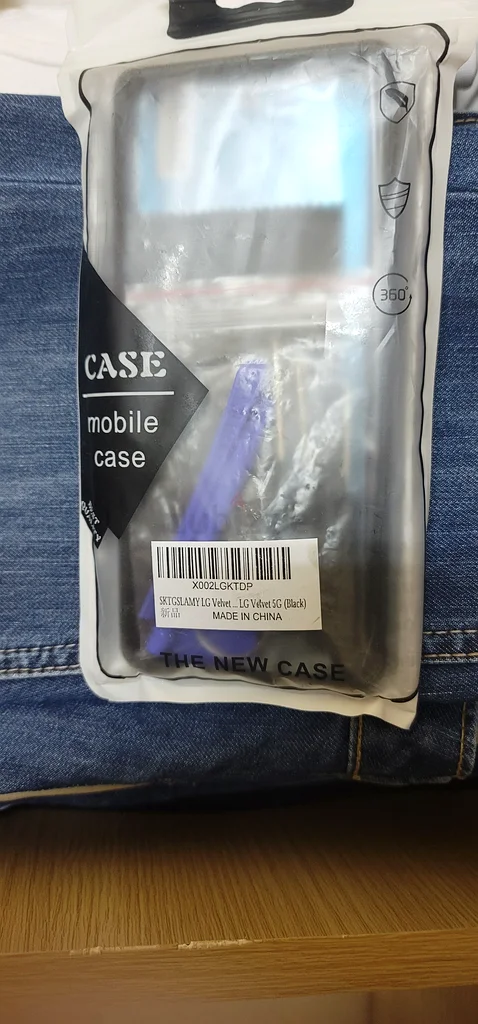 360°
CASE
mobile
case
X002LGKTDP
SKTGSLAMY LG Velvet ... LG Velvet 5G (Black)
MADE IN CHINA
THE NEW CASE